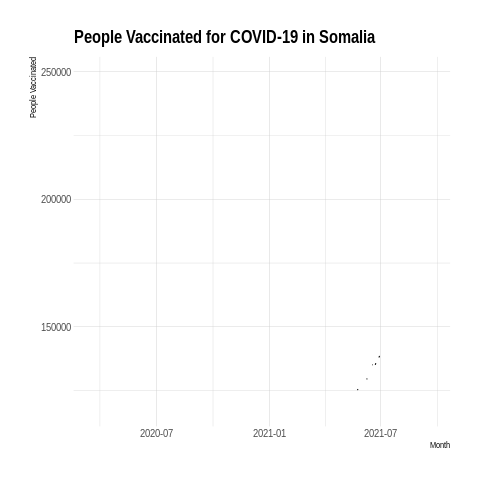 People Vaccinated for COVID-19 in Somalia
People Vaccinated
250000
200000
150000
2020-07
2021-01
2021-07
Month